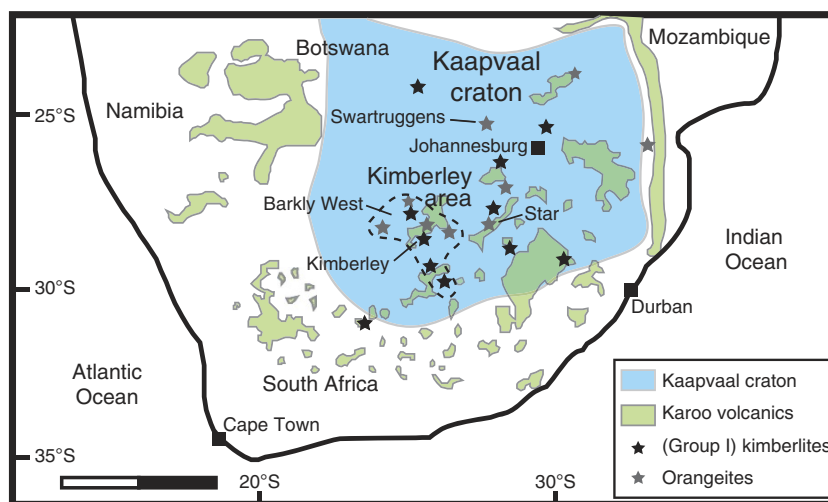 Botswana
Mozambique
Kaapvaal
craton
25°S
Namibia
Swartruggens
Johannesburg
Kimberley
area
Barkly West
Star
Kimberley
Indian
Ocean
30°S
Durban
Atlantic
Ocean
South Africa
Cape Town
35°S
20°S
30°S
Kaapvaal craton
Karoo volcanics
(Group I) kimberlites
Orangeites